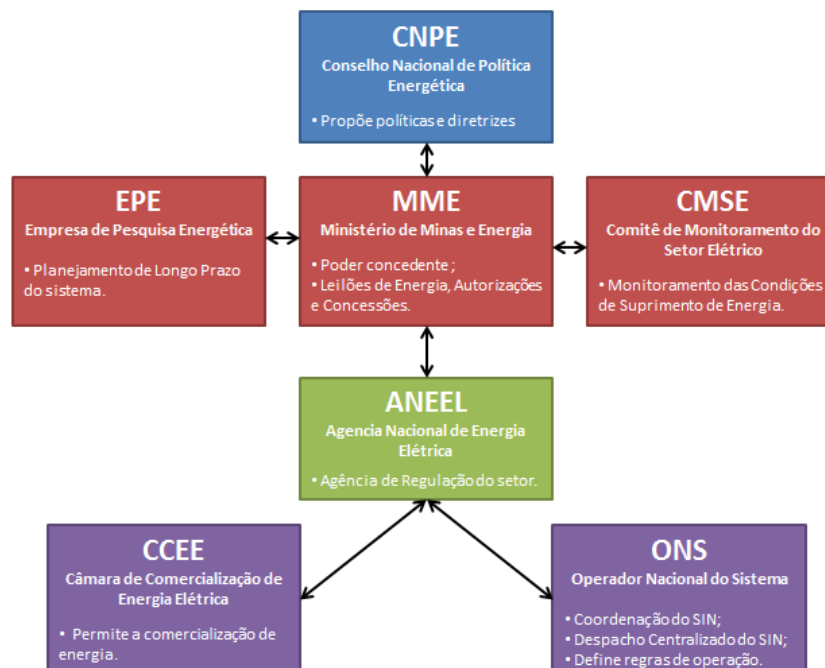 CNPE
Conselho Nacional de Política
Energética
• Propõe políticas e diretrizes
EPE
Empresa de Pesquisa Energética
• Planejamento de Longo Prazo
do sistema.
MME
Ministério de Minas e Energia
• Poder concedente ;
• Leilões de Energia, Autorizações
e Concessões.
CMSE
Comitê de Monitoramento do
Setor Elétrico
• Monitoramento das Condições
de Suprimento de Energia.
ANEEL
Agencia Nacional de Energia
Elétrica
• Agência de Regulação do setor.
CCEE
Câmara de Comercialização de
Energia Elétrica
• Permite a comercialização de
energia.
ONS
Operador Nacional do Sistema
• Coordenação do SIN;
• Despacho Centralizado do SIN;
• Define regras de operação.